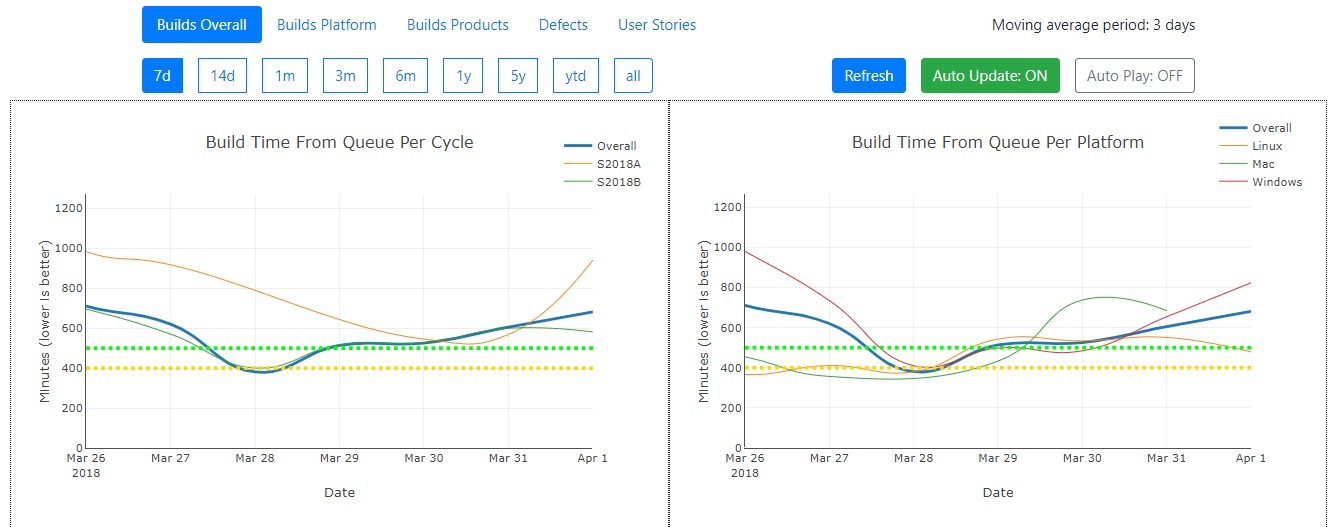 Builds Overall Builds Platform Builds Products Defects User Stories Moving average period: 3 days
7d 14d 1m 3m 6m 1y 5y ytd all Refresh Auto Update: ON Auto Play: OFF
Build Time From Queue Per Cycle
Overall
S2018A
S2018B
Minutes (lower is better)
1200
1000
800
600
400
200
0
Mar 26 Mar 27 Mar 28 Mar 29 Mar 30 Mar 31 Apr 1
2018
Date
Build Time From Queue Per Platform
Overall
Linux
Mac
Windows
Minutes (lower is better)
1200
1000
800
600
400
200
0
Mar 26 Mar 27 Mar 28 Mar 29 Mar 30 Mar 31 Apr 1
2018
Date